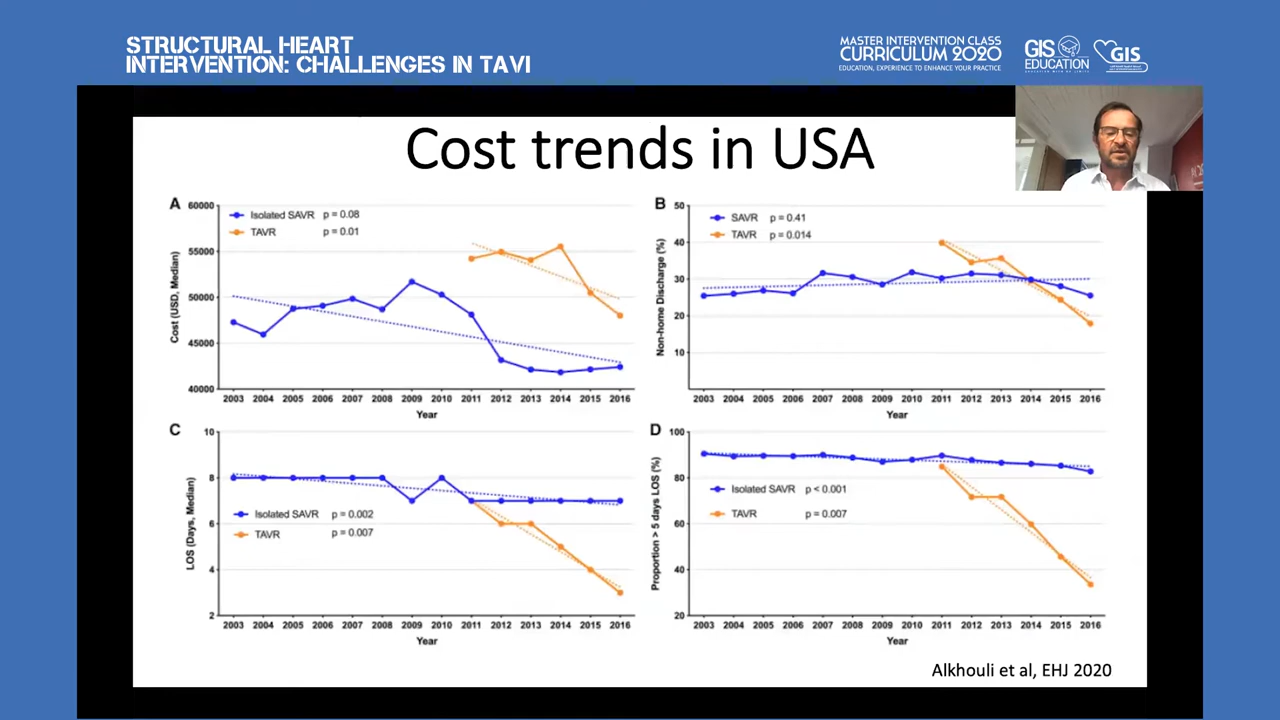 STRUCTURAL HEART
INTERVENTION: CHALLENGES IN TAVI
MASTER INTERVENTION CLASS
CURRICULUM 2020
EDUCATION, EXPERIENCE TO ENHANCE YOUR PRACTICE
GIS
EDUCATION
GIS
Cost trends in USA
A
Cost (USD, Median)
60000
55000
50000
45000
40000
Isolated SAVR p = 0.08
TAVR p = 0.01
2003 2004 2005 2006 2007 2008 2009 2010 2011 2012 2013 2014 2015 2016
Year
B
Non-home Discharge (%)
50
40
30
20
10
SAVR p = 0.41
TAVR p = 0.014
2003 2004 2005 2006 2007 2008 2009 2010 2011 2012 2013 2014 2015 2016
Year
C
LOS (Days, Median)
10
8
6
4
2
Isolated SAVR p = 0.002
TAVR p = 0.007
2003 2004 2005 2006 2007 2008 2009 2010 2011 2012 2013 2014 2015 2016
Year
D
Proportion > 5 days LOS (%)
100
80
60
40
20
Isolated SAVR p < 0.001
TAVR p = 0.007
2003 2004 2005 2006 2007 2008 2009 2010 2011 2012 2013 2014 2015 2016
Year
Alkhouli et al, EHJ 2020